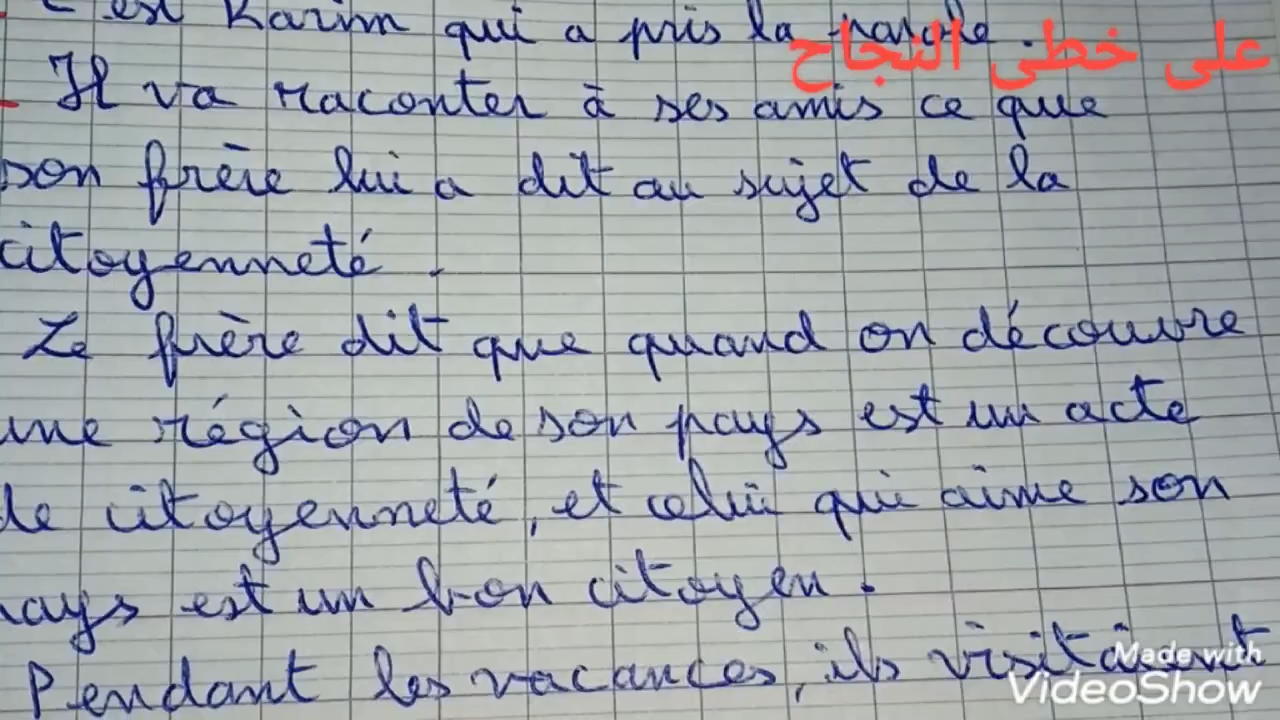 C'est Karim qui a pris la parole.
على خطى النجاح
- Il va raconter à ses amis ce que
son frère lui a dit au sujet de la
citoyenneté.
Le frère dit que quand on découvre
une région de son pays est un acte
de citoyenneté, et celui qui aime son
pays est un bon citoyen.
Pendant les vacances, ils
Made with
VideoShow